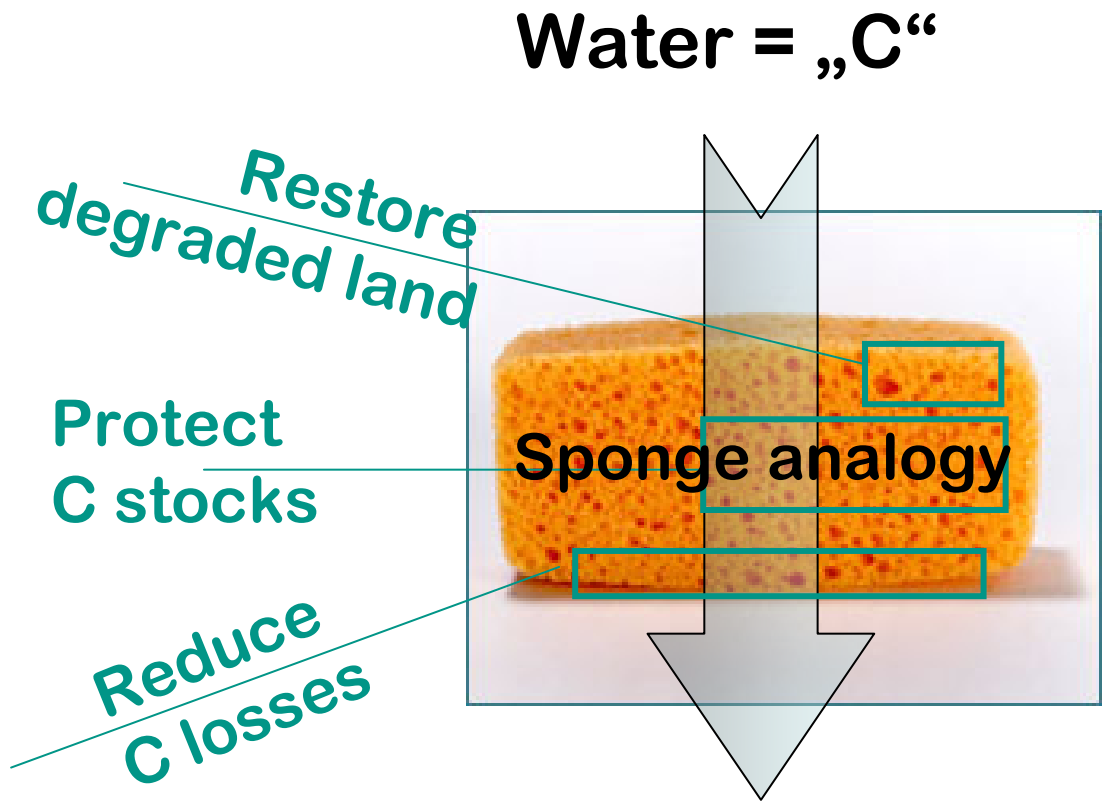 Water = „C“
Restore
degraded land
Protect
C stocks
Sponge analogy
Reduce
C losses